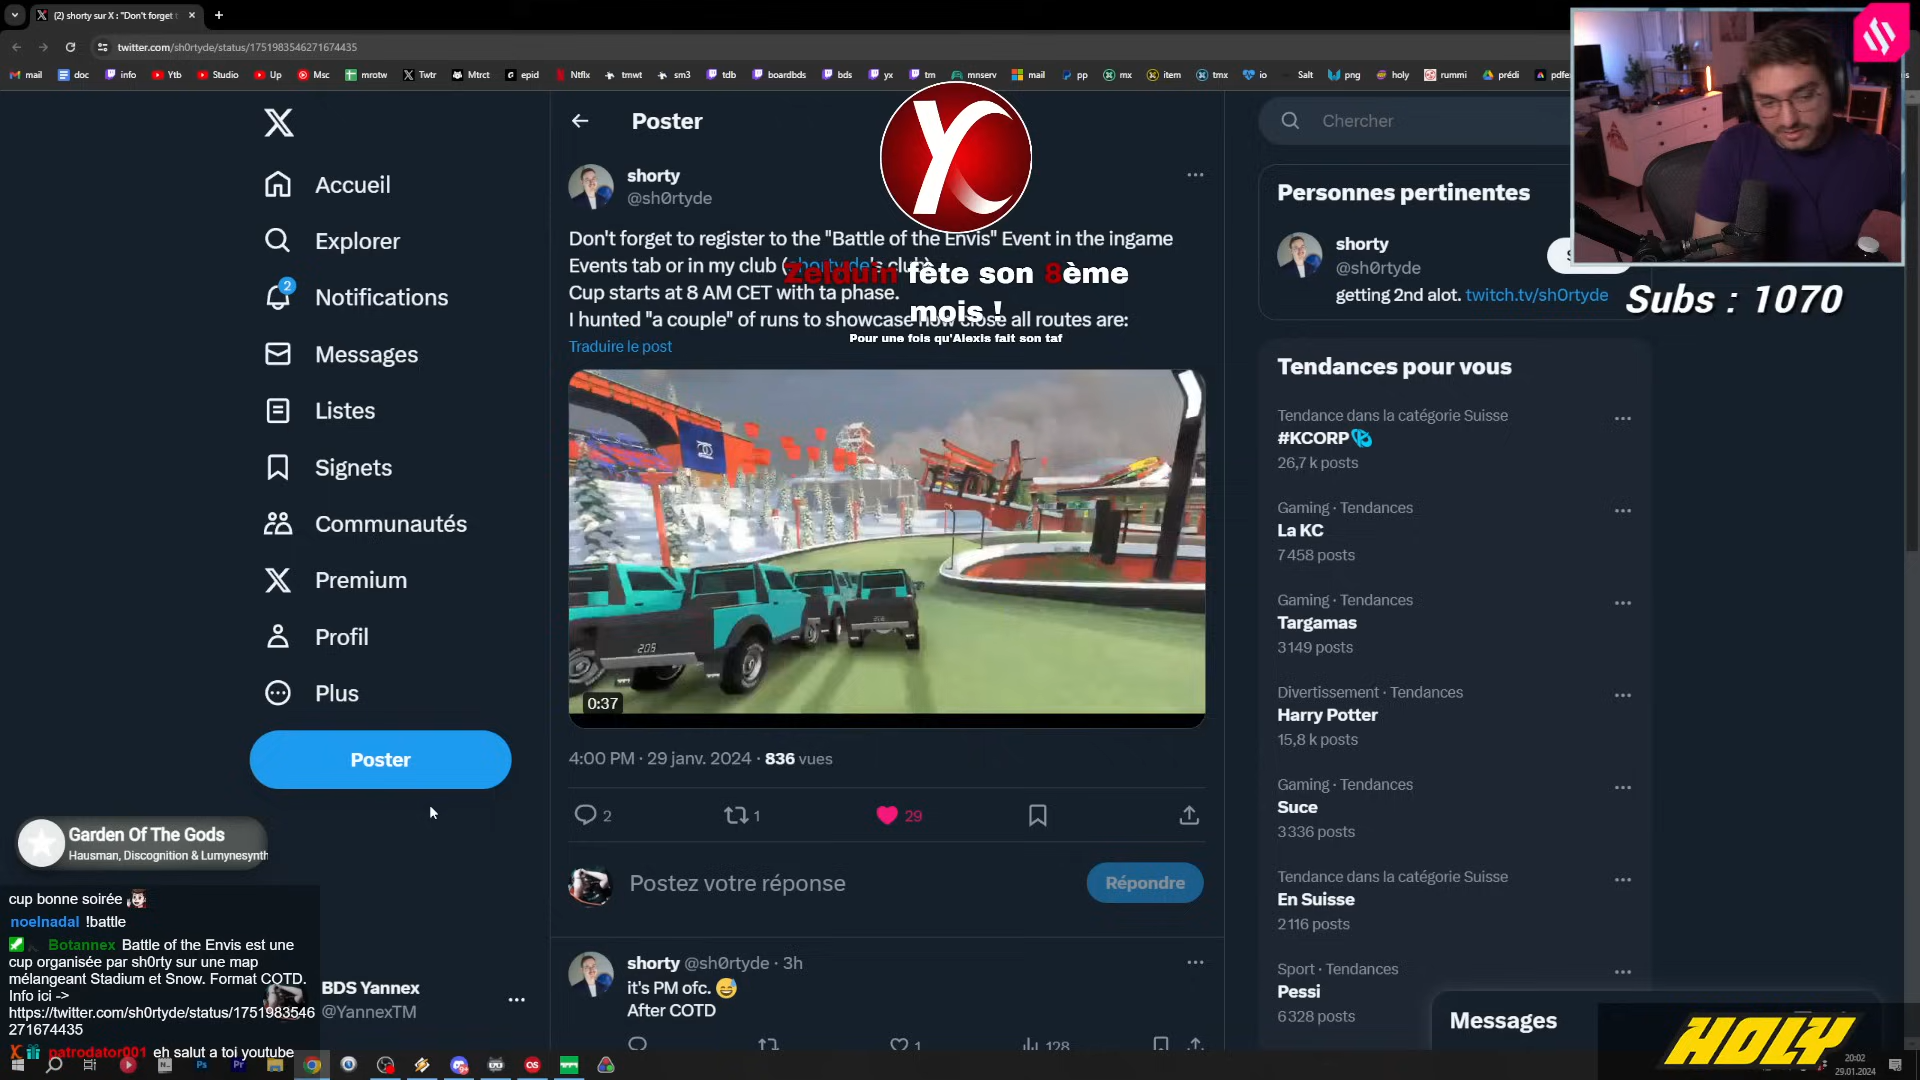 (2) shorty sur X : "Don't forget t
twitter.com/sh0rtyde/status/1751983546271674435
mail doc info Ytb Studio Up Msc mrotw Twtr Mtrct epid Ntflx tmwt sm3 tdb boardbds bds yx tm mnserv mail pp mx item tmx io Salt png holy rummi prédi pdfe
Accueil
Explorer
2
Notifications
Messages
Listes
Signets
Communautés
Premium
Profil
Plus
Poster
Poster
shorty
@sh0rtyde
Don't forget to register to the "Battle of the Envis" Event in the ingame
Events tab or in my club (shortyde's club)
Cup starts at 8 AM CET with ta phase.
I hunted "a couple" of runs to showcase how close all routes are:
Zelduin fête son 8ème
mois !
Pour une fois qu'Alexis fait son taf
Traduire le post
205
0:37
4:00 PM · 29 janv. 2024 · 836 vues
2 1 29
Postez votre réponse
Répondre
shorty @sh0rtyde · 3h
it's PM ofc. 😅
After COTD
1 128
Chercher
Personnes pertinentes
shorty
@sh0rtyde
getting 2nd alot. twitch.tv/sh0rtyde
Subs : 1070
Tendances pour vous
Tendance dans la catégorie Suisse
#KCORP
26,7 k posts
Gaming · Tendances
La KC
7 458 posts
Gaming · Tendances
Targamas
3 149 posts
Divertissement · Tendances
Harry Potter
15,8 k posts
Gaming · Tendances
Suce
3 336 posts
Tendance dans la catégorie Suisse
En Suisse
2 116 posts
Sport · Tendances
Pessi
6 328 posts
Messages
HOLY
Garden Of The Gods
Hausman, Discognition & Lumynesynth
cup bonne soirée
noelnadal !battle
Botannex Battle of the Envis est une
cup organisée par sh0rty sur une map
mélangeant Stadium et Snow. Format COTD.
Info ici ->
https://twitter.com/sh0rtyde/status/1751983546
271674435
patrodator001 eh salut a toi youtube
BDS Yannex
@YannexTM
20:02
29.01.2024